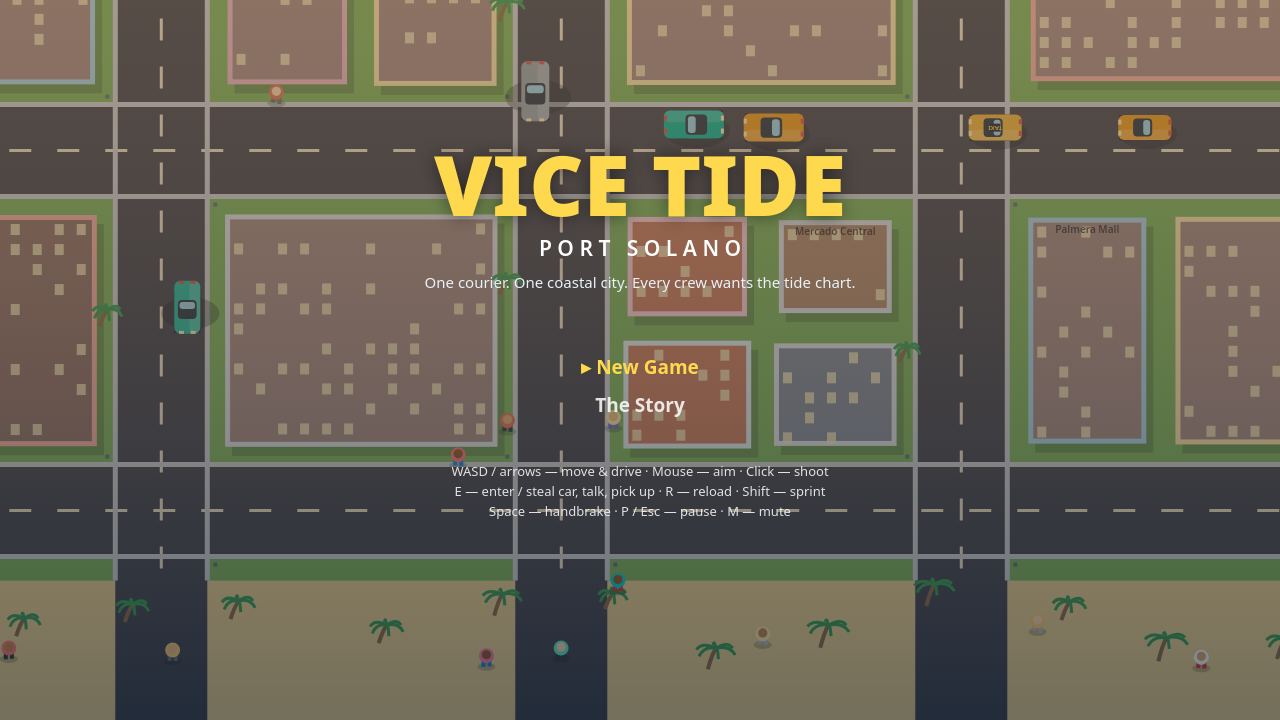 VICE TIDE
TAXI
Mercado Central
Palmera Mall
PORT SOLANO
One courier. One coastal city. Every crew wants the tide chart.
▸ New Game
The Story
WASD / arrows — move & drive · Mouse — aim · Click — shoot
E — enter / steal car, talk, pick up · R — reload · Shift — sprint
Space — handbrake · P / Esc — pause · M — mute